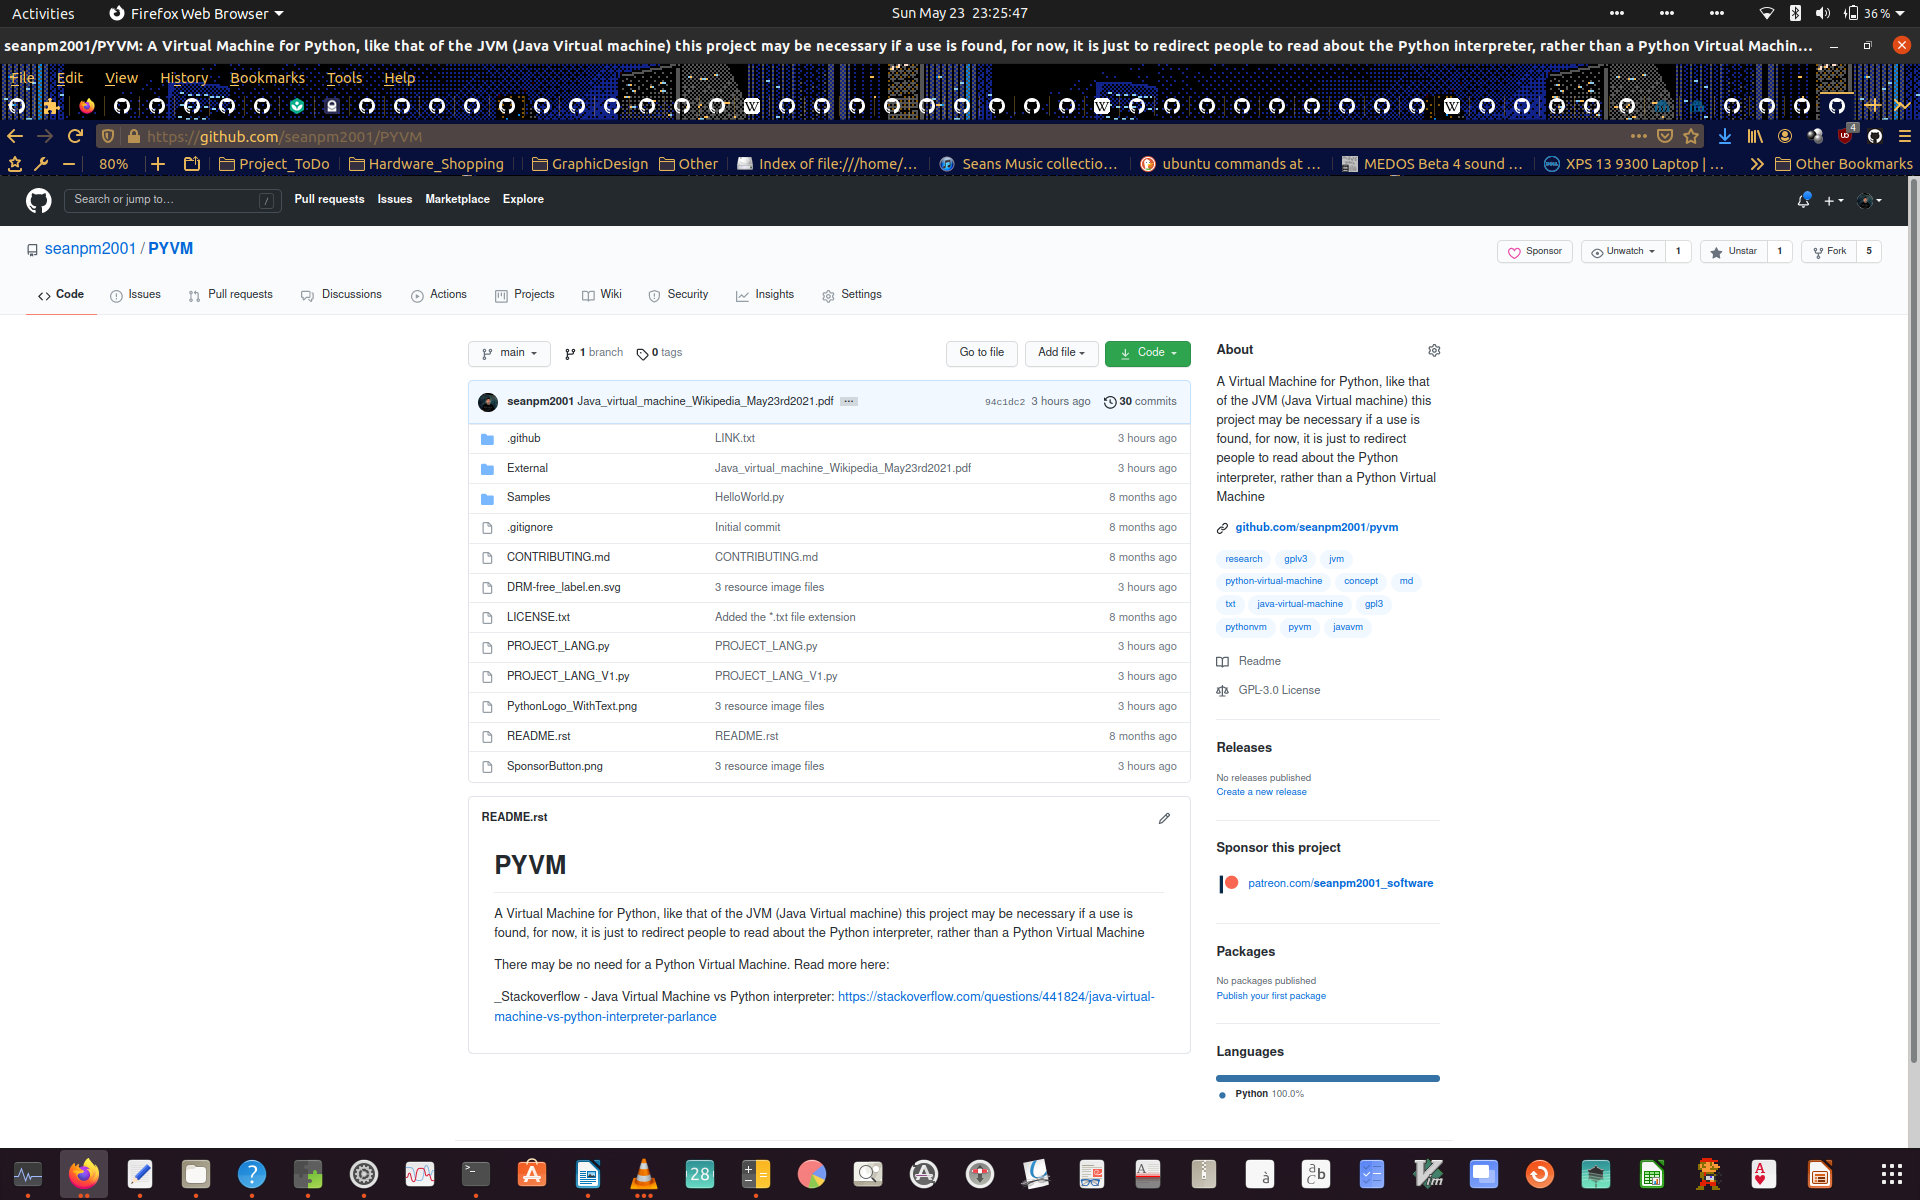 Activities
Firefox Web Browser
Sun May 23 23:25:47
36 %
seanpm2001/PYVM: A Virtual Machine for Python, like that of the JVM (Java Virtual machine) this project may be necessary if a use is found, for now, it is just to redirect people to read about the Python interpreter, rather than a Python Virtual Machin...
File Edit View History Bookmarks Tools Help
https://github.com/seanpm2001/PYVM
4
80%
Project_ToDo
Hardware_Shopping
GraphicDesign
Other
Index of file:///home/...
Seans Music collectio...
ubuntu commands at ...
MEDOS Beta 4 sound ...
XPS 13 9300 Laptop | ...
Other Bookmarks
Search or jump to...
/
Pull requests Issues Marketplace Explore
seanpm2001 / PYVM
Sponsor
Unwatch 1
Unstar 1
Fork 5
Code
Issues
Pull requests
Discussions
Actions
Projects
Wiki
Security
Insights
Settings
main
1 branch
0 tags
Go to file
Add file
Code
seanpm2001 Java_virtual_machine_Wikipedia_May23rd2021.pdf ... 94c1dc2 3 hours ago 30 commits
.github LINK.txt 3 hours ago
External Java_virtual_machine_Wikipedia_May23rd2021.pdf 3 hours ago
Samples HelloWorld.py 8 months ago
.gitignore Initial commit 8 months ago
CONTRIBUTING.md CONTRIBUTING.md 8 months ago
DRM-free_label.en.svg 3 resource image files 3 hours ago
LICENSE.txt Added the *.txt file extension 8 months ago
PROJECT_LANG.py PROJECT_LANG.py 3 hours ago
PROJECT_LANG_V1.py PROJECT_LANG_V1.py 3 hours ago
PythonLogo_WithText.png 3 resource image files 3 hours ago
README.rst README.rst 8 months ago
SponsorButton.png 3 resource image files 3 hours ago
README.rst
PYVM
A Virtual Machine for Python, like that of the JVM (Java Virtual machine) this project may be necessary if a use is
found, for now, it is just to redirect people to read about the Python interpreter, rather than a Python Virtual Machine
There may be no need for a Python Virtual Machine. Read more here:
_Stackoverflow - Java Virtual Machine vs Python interpreter: https://stackoverflow.com/questions/441824/java-virtual-
machine-vs-python-interpreter-parlance
About
A Virtual Machine for Python, like that
of the JVM (Java Virtual machine) this
project may be necessary if a use is
found, for now, it is just to redirect
people to read about the Python
interpreter, rather than a Python Virtual
Machine
github.com/seanpm2001/pyvm
research gplv3 jvm
python-virtual-machine concept md
txt java-virtual-machine gpl3
pythonvm pyvm javavm
Readme
GPL-3.0 License
Releases
No releases published
Create a new release
Sponsor this project
patreon.com/seanpm2001_software
Packages
No packages published
Publish your first package
Languages
Python 100.0%
28